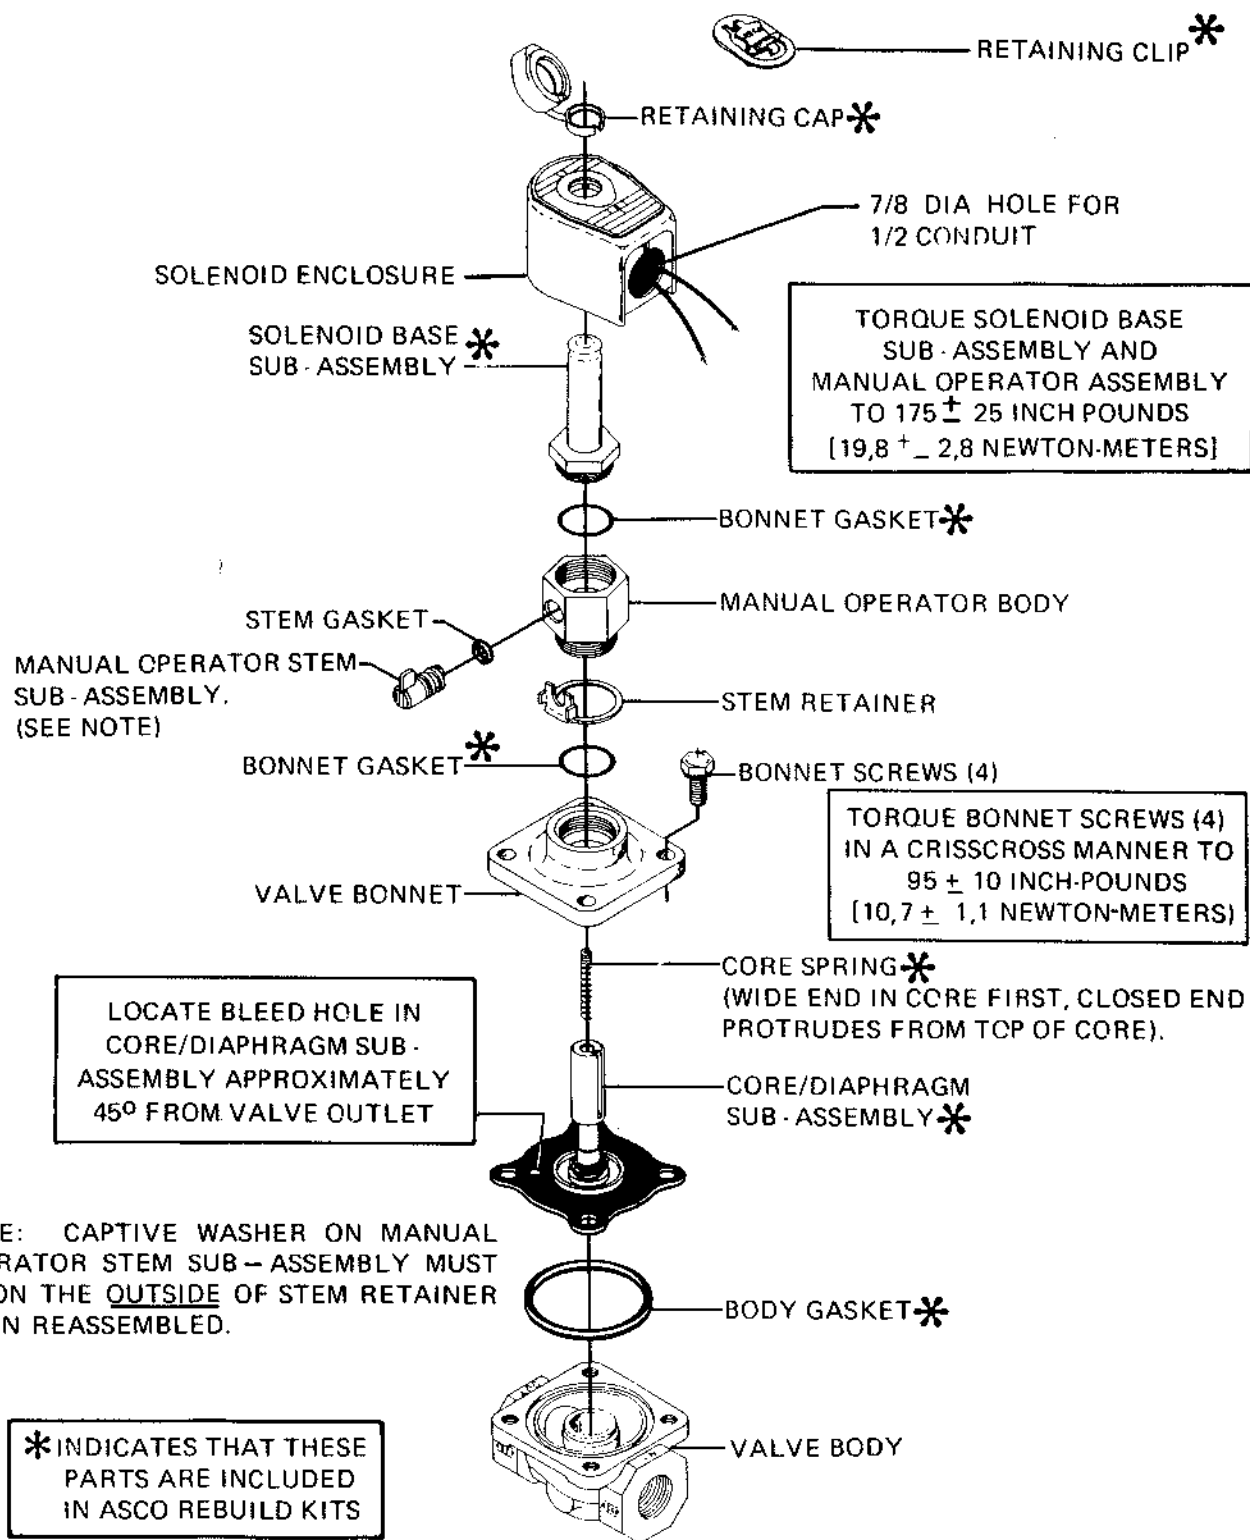 RETAINING CLIP*
RETAINING CAP*
7/8 DIA HOLE FOR
1/2 CONDUIT
SOLENOID ENCLOSURE
SOLENOID BASE *
SUB-ASSEMBLY
TORQUE SOLENOID BASE
SUB-ASSEMBLY AND
MANUAL OPERATOR ASSEMBLY
TO 175 ± 25 INCH POUNDS
[19,8 +_ 2,8 NEWTON-METERS]
BONNET GASKET*
MANUAL OPERATOR BODY
STEM GASKET
MANUAL OPERATOR STEM
SUB-ASSEMBLY.
(SEE NOTE)
STEM RETAINER
BONNET GASKET*
BONNET SCREWS (4)
TORQUE BONNET SCREWS (4)
IN A CRISSCROSS MANNER TO
95 ± 10 INCH-POUNDS
[10,7 ± 1,1 NEWTON-METERS)
VALVE BONNET
CORE SPRING*
(WIDE END IN CORE FIRST, CLOSED END
PROTRUDES FROM TOP OF CORE).
LOCATE BLEED HOLE IN
CORE/DIAPHRAGM SUB-
ASSEMBLY APPROXIMATELY
45º FROM VALVE OUTLET
CORE/DIAPHRAGM
SUB-ASSEMBLY*
E: CAPTIVE WASHER ON MANUAL
RATOR STEM SUB–ASSEMBLY MUST
ON THE OUTSIDE OF STEM RETAINER
N REASSEMBLED.
BODY GASKET*
VALVE BODY
* INDICATES THAT THESE
PARTS ARE INCLUDED
IN ASCO REBUILD KITS